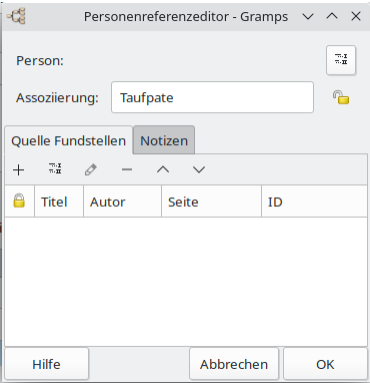 Personenreferenzeditor - Gramps
Person:
Assoziierung: Taufpate
Quelle Fundstellen Notizen
Titel Autor Seite ID
Hilfe Abbrechen OK